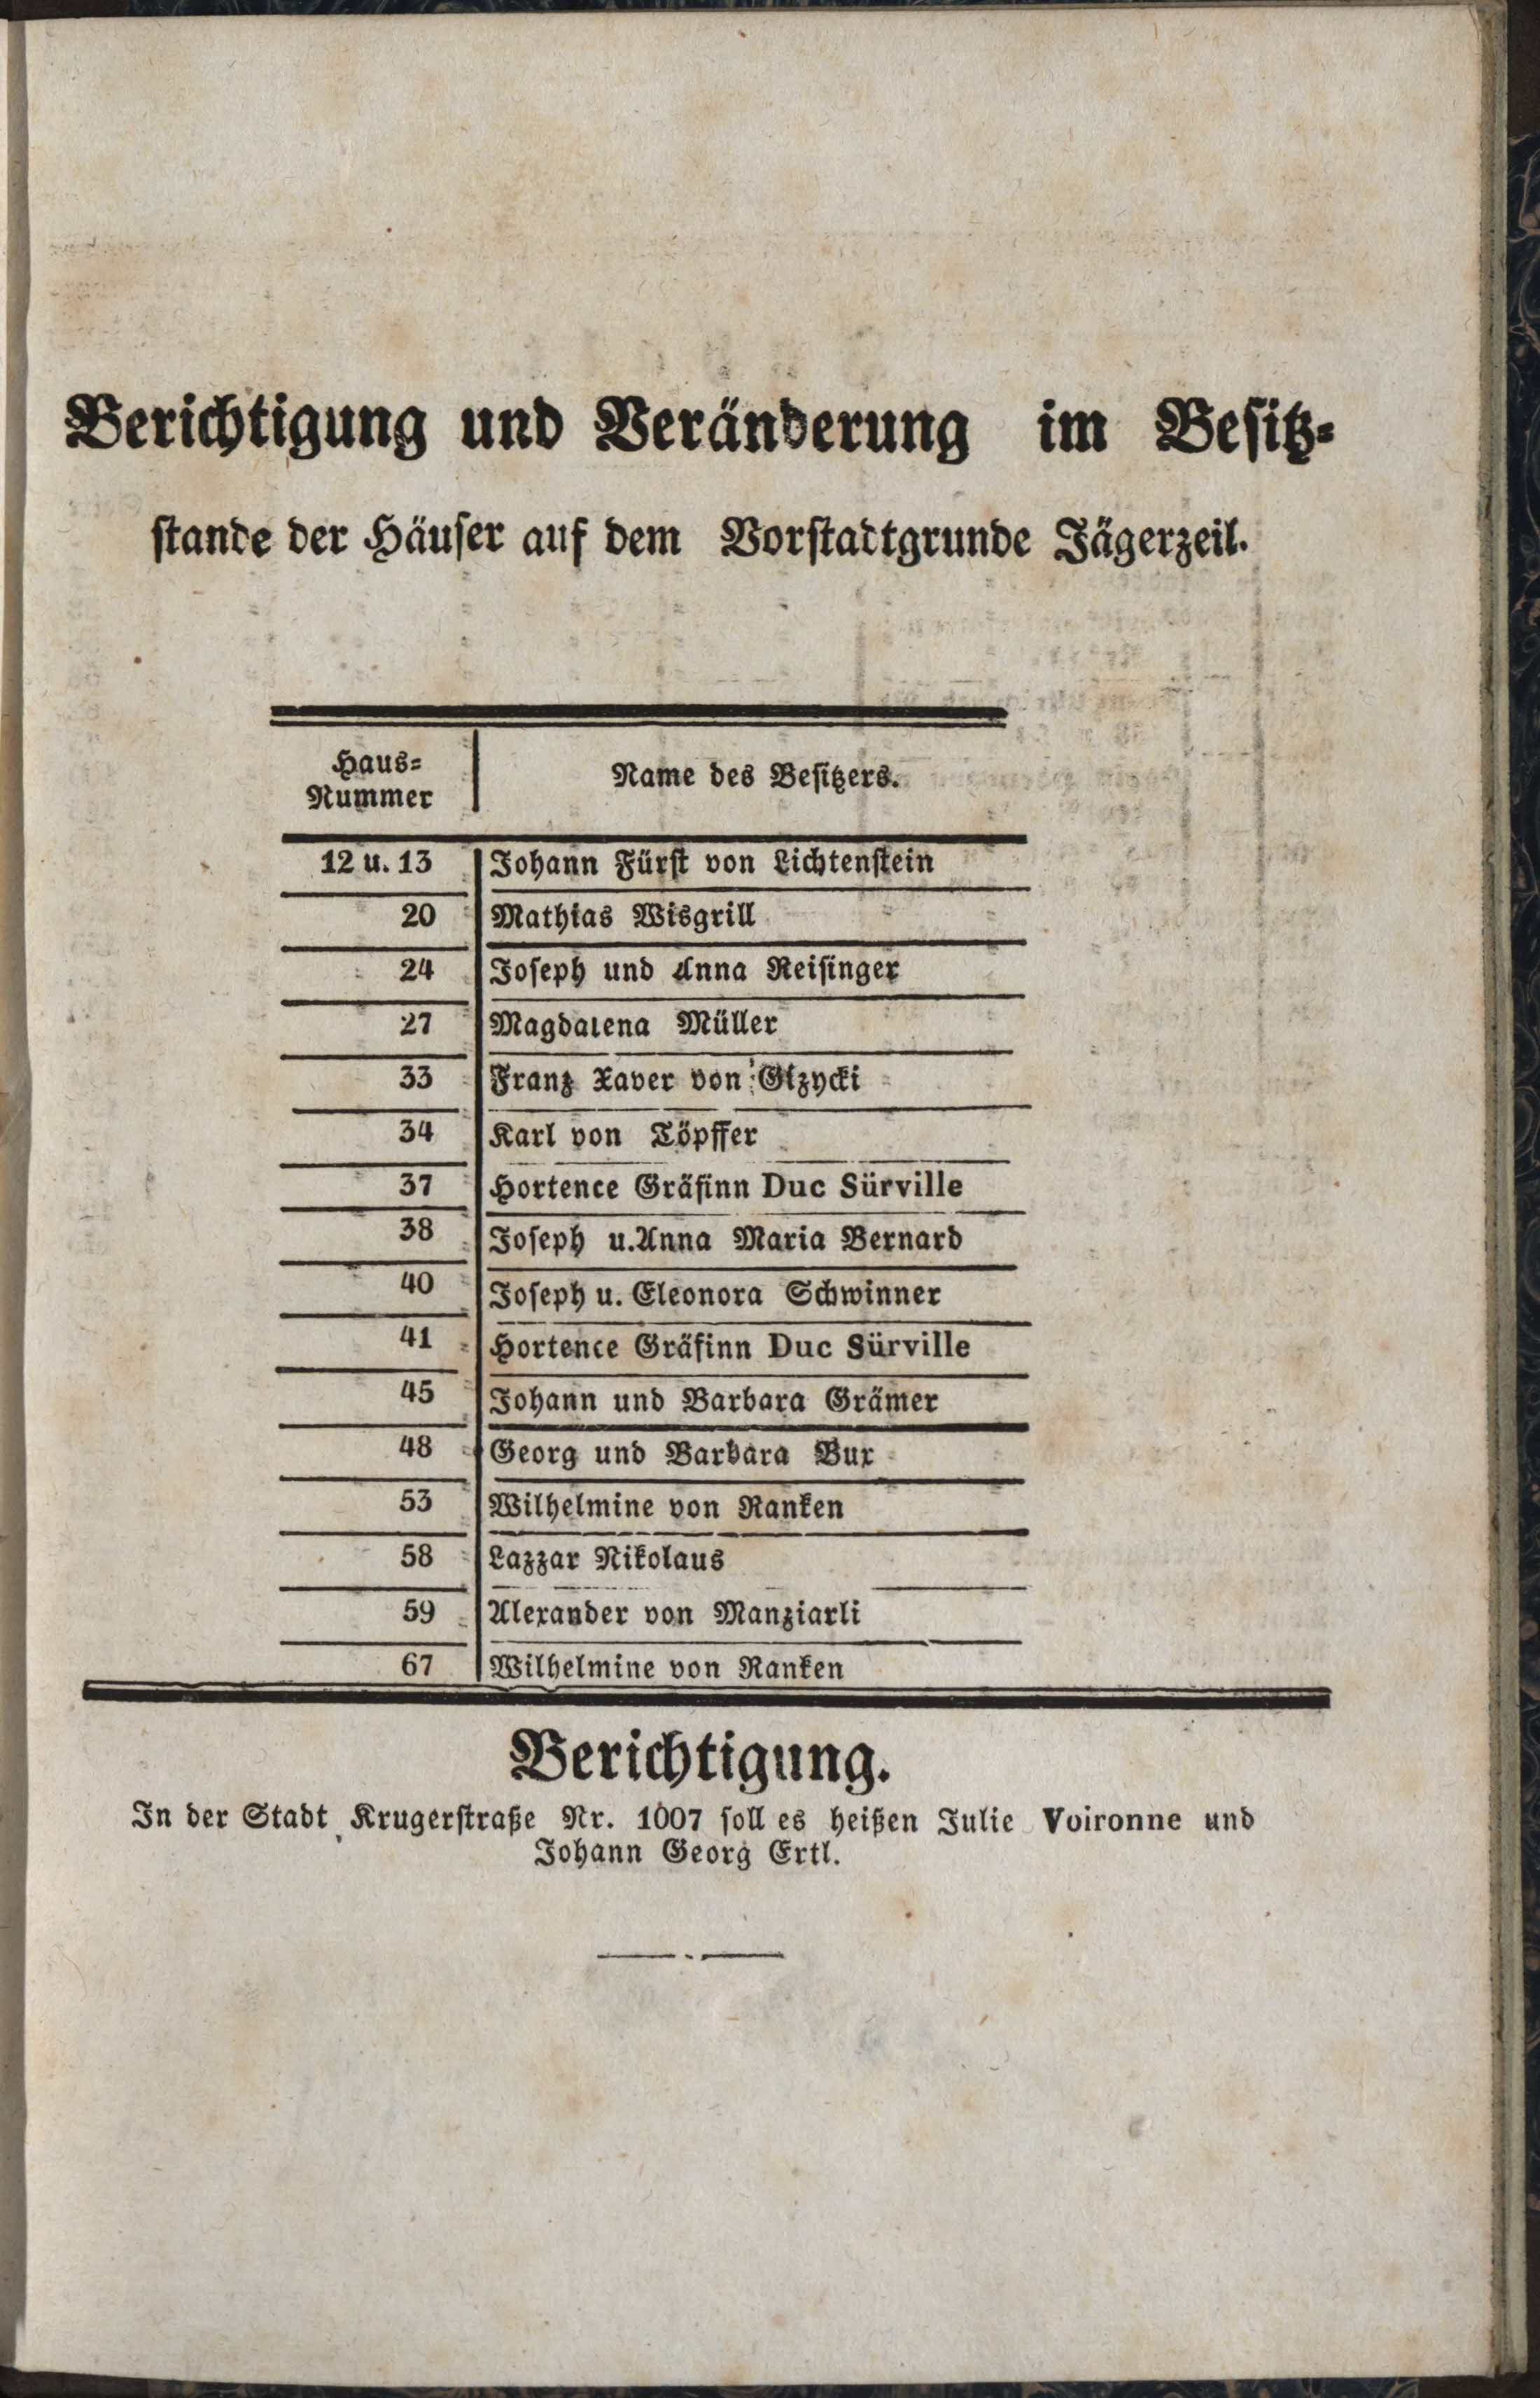 Berichtigung und Veränderung im Besitz-
stande der Häuser auf dem Vorstadtgrunde Jägerzeil.
Haus-
Nummer
Name des Besitzers.
12 u. 13 Johann Fürst von Lichtenstein
20 Mathias Wisgrill
24 Joseph und Anna Reisinger
27 Magdalena Müller
33 Franz Xaver von Gizycki
34 Karl von Töpffer
37 Hortence Gräfinn Duc Sürville
38 Joseph u. Anna Maria Bernard
40 Joseph u. Eleonora Schwinner
41 Hortence Gräfinn Duc Sürville
45 Johann und Barbara Grämer
48 Georg und Barbara Bux
53 Wilhelmine von Ranken
58 Lazzar Nikolaus
59 Alexander von Manziarli
67 Wilhelmine von Ranken
Berichtigung.
In der Stadt Krugerstraße Nr. 1007 soll es heißen Julie Voironne und
Johann Georg Ertl.